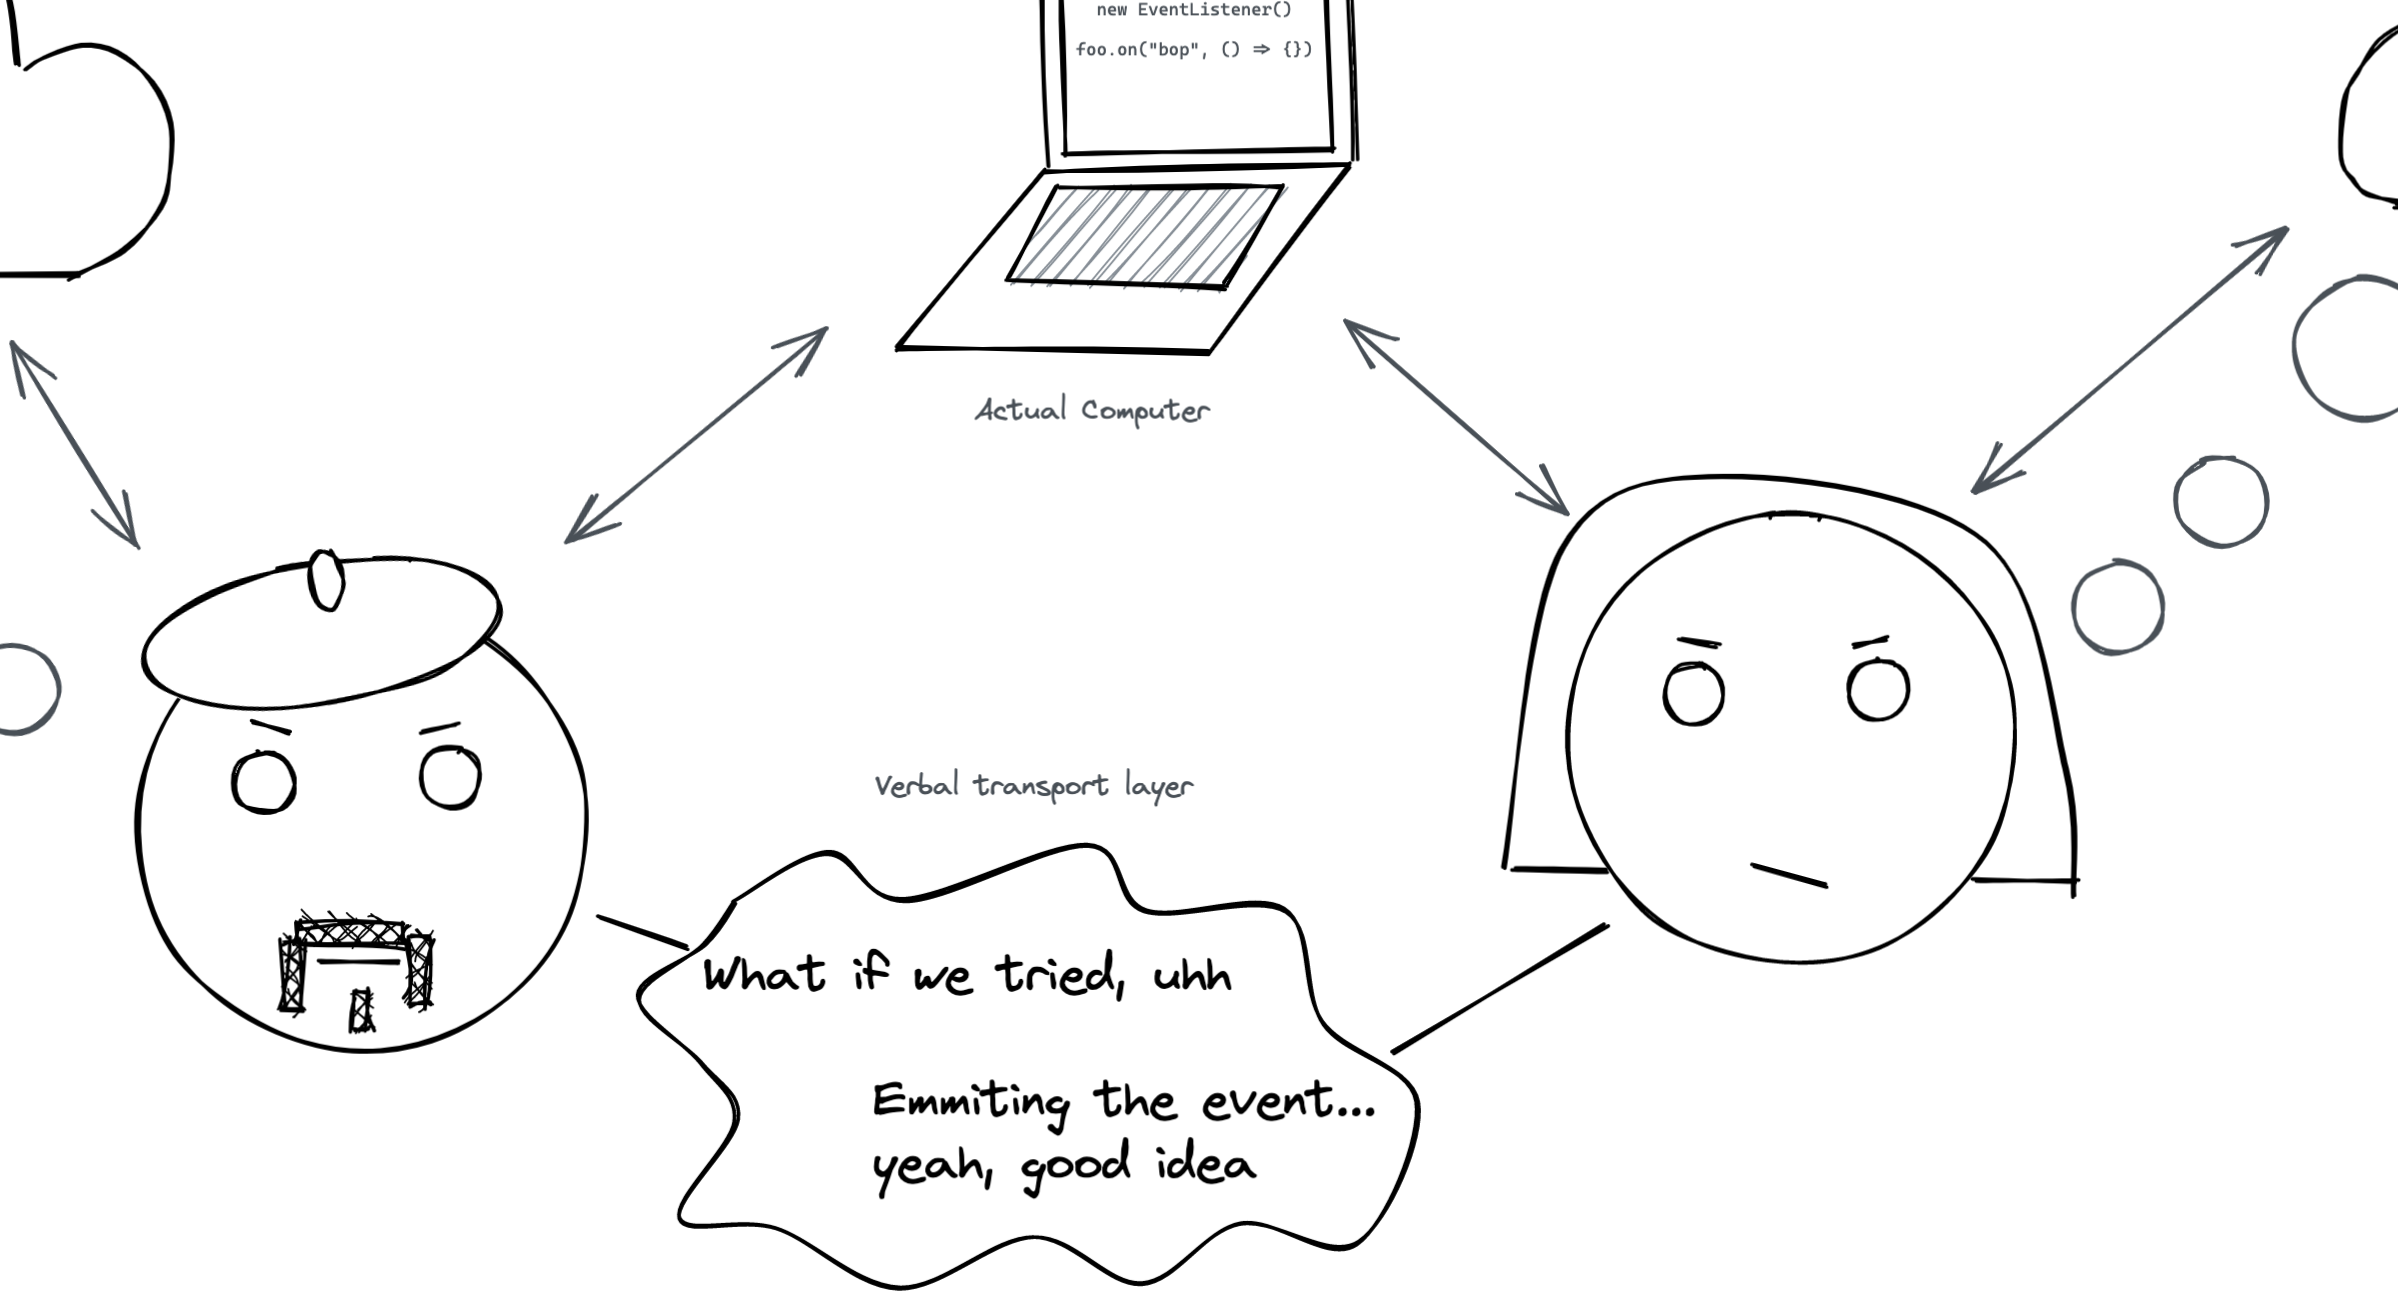 new EventListener()
foo.on("bop", () => {})
Actual Computer
Verbal transport layer
What if we tried, uhh
Emmiting the event...
yeah, good idea